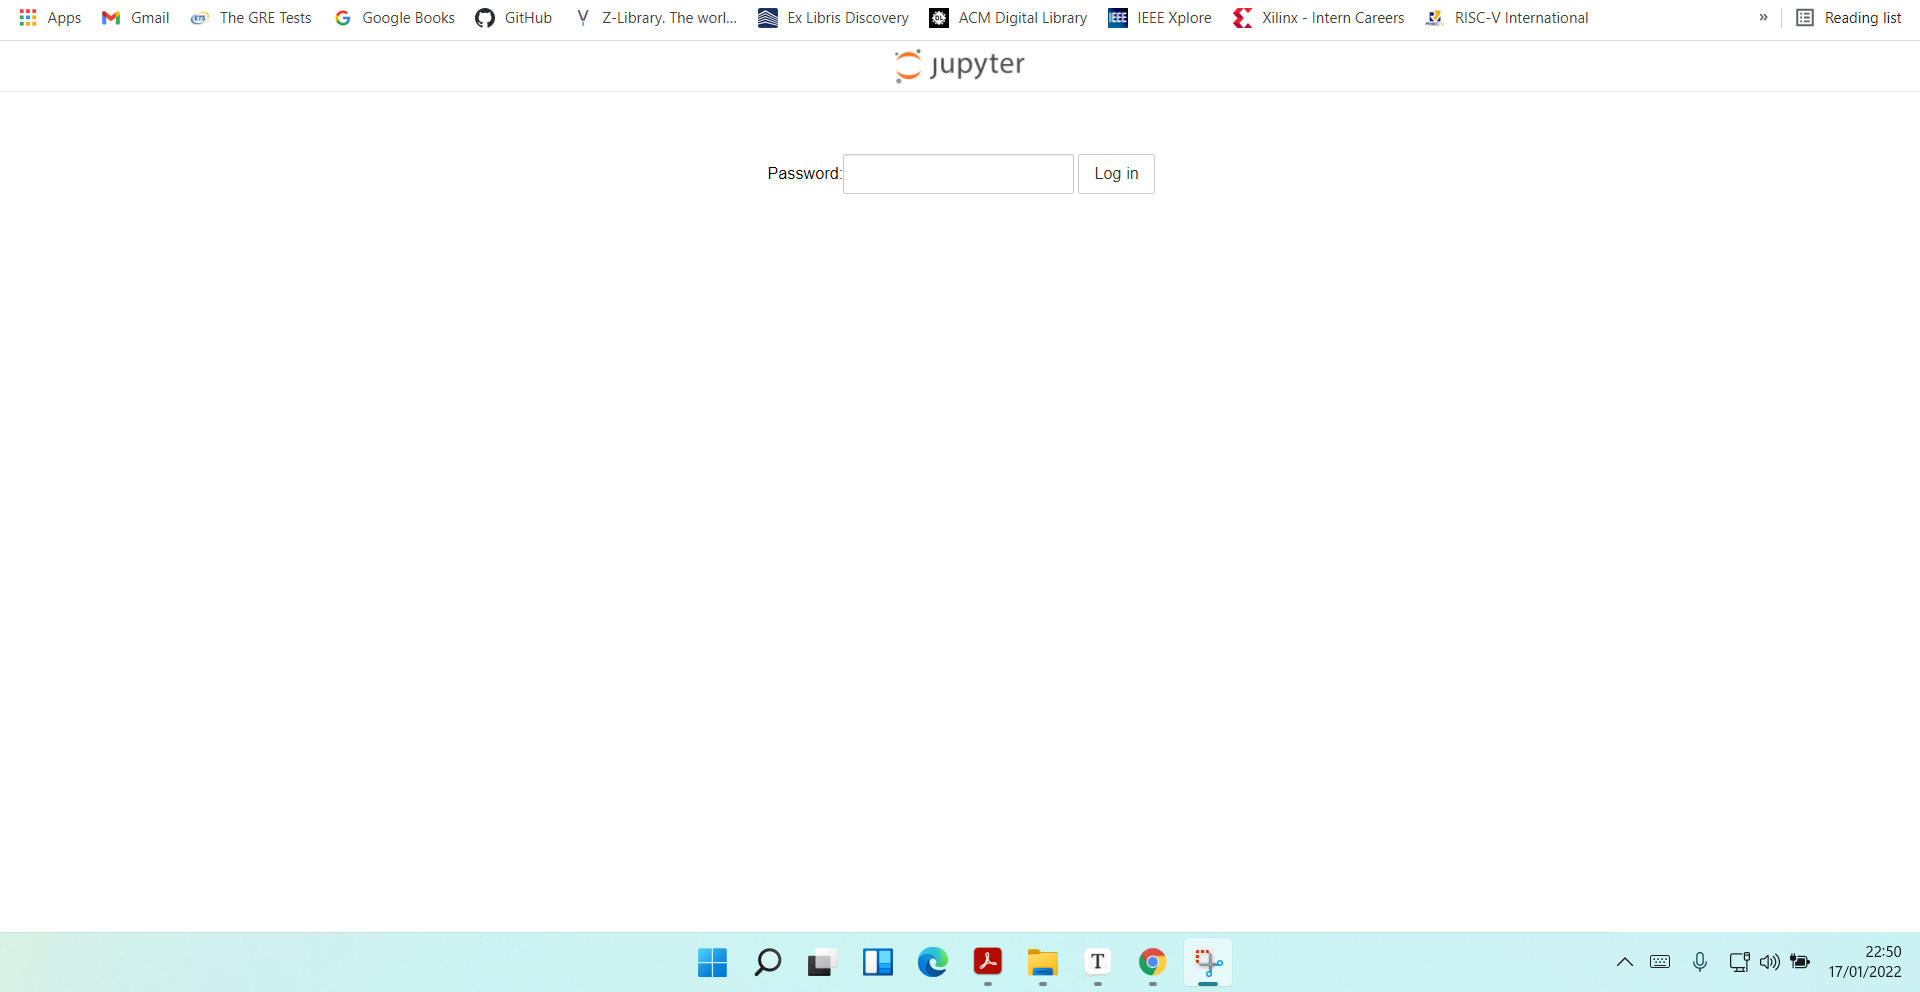 Apps Gmail The GRE Tests Google Books GitHub Z-Library. The worl... Ex Libris Discovery ACM Digital Library IEEE Xplore Xilinx - Intern Careers RISC-V International » Reading list
jupyter
Password: Log in
22:50
17/01/2022